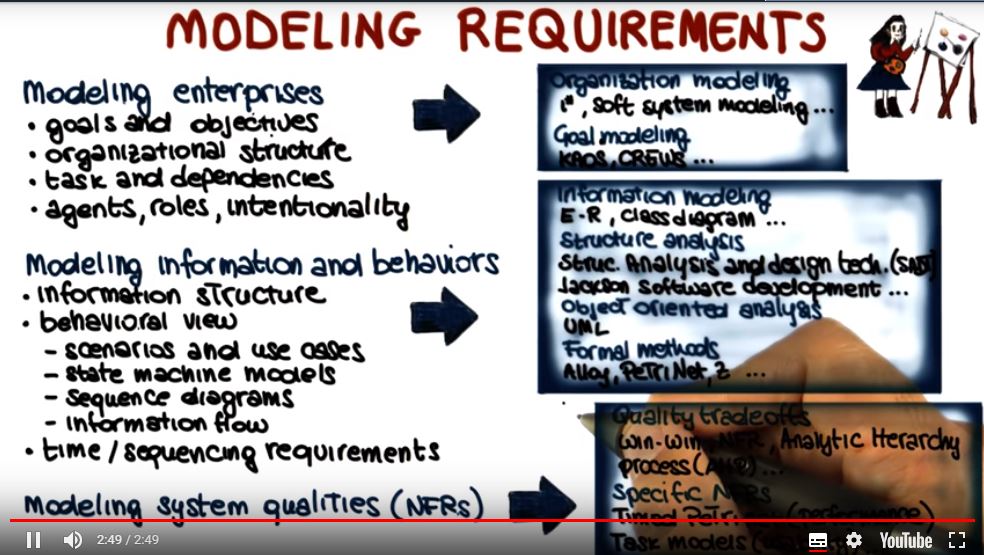 MODELING REQUIREMENTS
Modeling enterprises
• goals and objectives
• organizational structure
• task and dependencies
• agents, roles, intentionality
Organization modeling
i*, soft system modeling ...
Goal modeling
KAOS, CREWS ...
Modeling information and behaviors
• information structure
• behavioral view
– scenarios and use cases
– state machine models
– sequence diagrams
– information flow
• time / sequencing requirements
Information modeling
E-R, class diagram ...
Structure analysis
Struc. Analysis and design tech. (SADT)
Jackson Software development ...
Object oriented analysis
UML
Formal methods
Alloy, PeTri Net, Z ...
Modeling system qualities (NFRs)
Quality tradeoffs
win-win, NFR, Analytic Herarchy
process (AHP) ...
Specific NFRs
Timed PeTri (performance)
Task models
2:49 / 2:49
YouTube